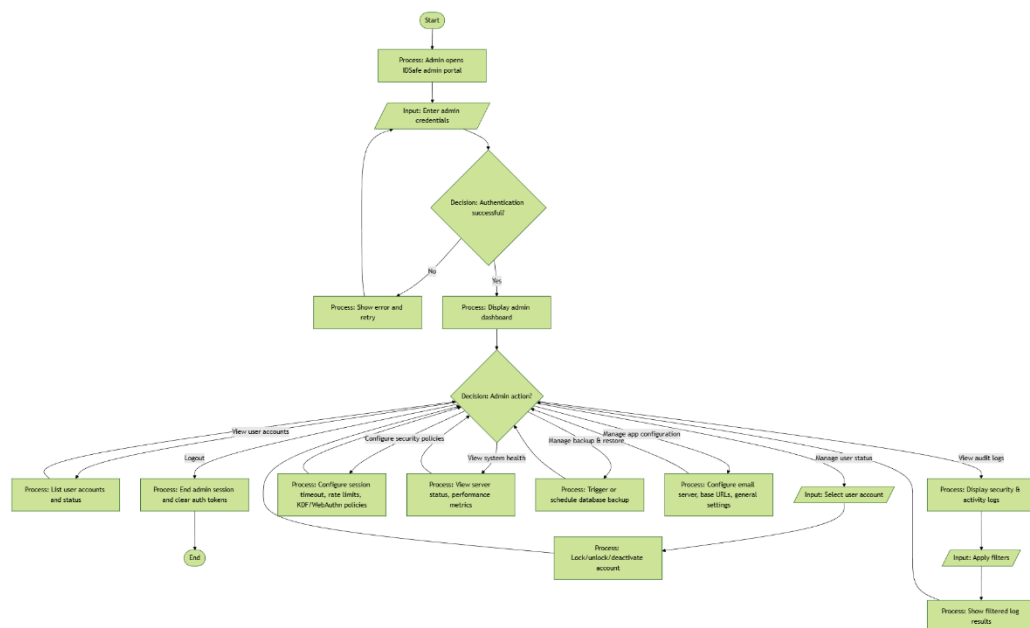 Start
Process: Admin opens
IDSafe admin portal
Input: Enter admin
credentials
Decision: Authentication
successful?
No
Yes
Process: Show error and
retry
Process: Display admin
dashboard
Decision: Admin action?
View user accounts
Logout
Configure security policies
View system health
Manage backup & restore
Manage app configuration
Manage user status
View audit logs
Process: List user accounts
and status
Process: End admin session
and clear auth tokens
Process: Configure session
timeout, rate limits,
KDF/WebAuthn policies
Process: View server
status, performance
metrics
Process: Trigger or
schedule database backup
Process: Configure email
server, base URLs, general
settings
Input: Select user account
Process: Display security &
activity logs
End
Process:
Lock/unlock/deactivate
account
Input: Apply filters
Process: Show filtered log
results